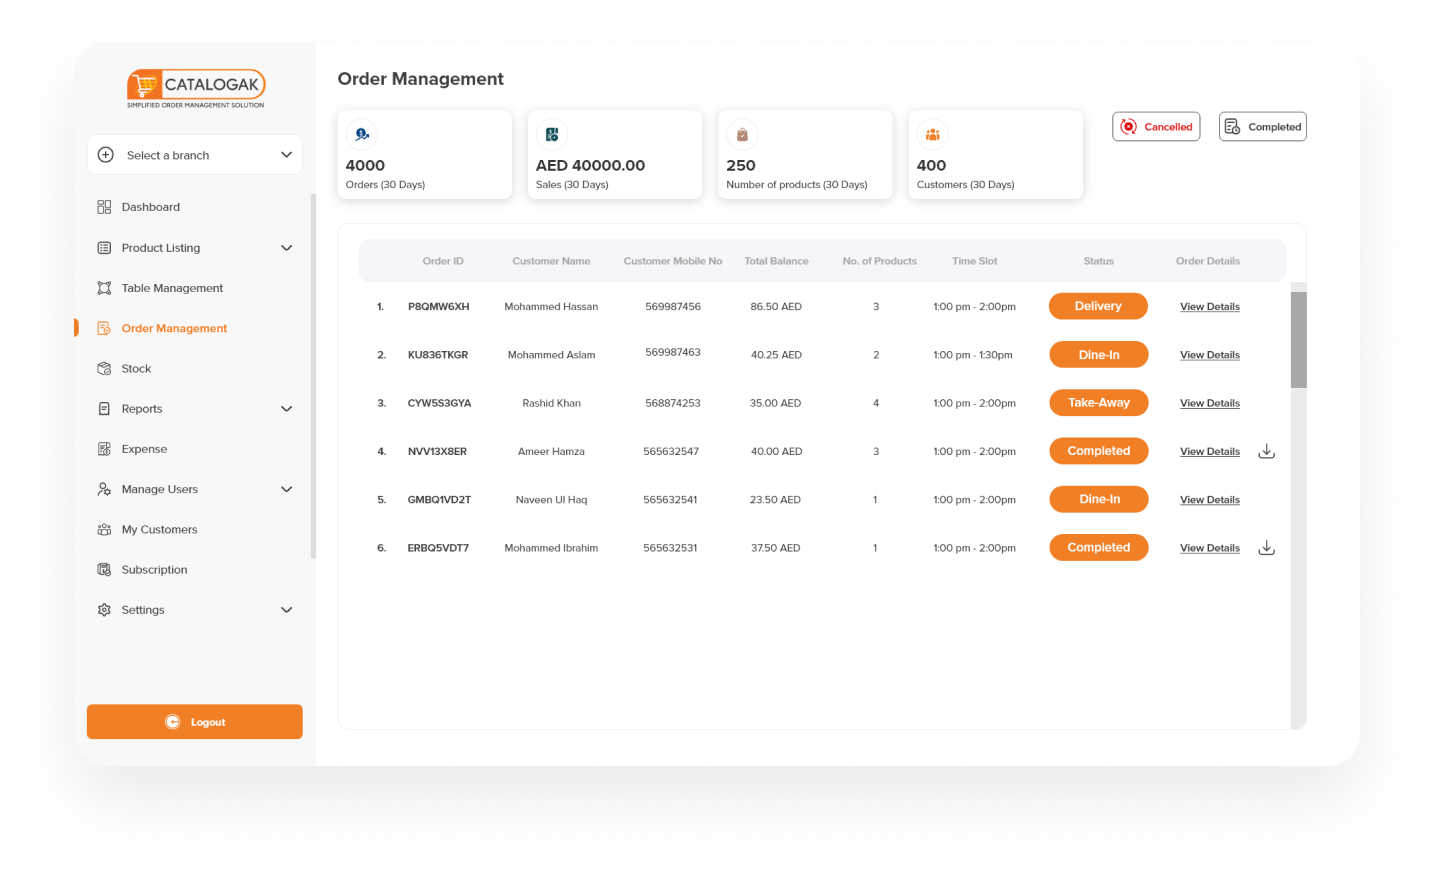 CATALOGAK
SIMPLIFIED ORDER MANAGEMENT SOLUTION
Select a branch
Dashboard
Product Listing
Table Management
Order Management
Stock
Reports
Expense
Manage Users
My Customers
Subscription
Settings
Logout
Order Management
4000
Orders (30 Days)
AED 40000.00
Sales (30 Days)
250
Number of products (30 Days)
400
Customers (30 Days)
Cancelled
Completed
Order ID Customer Name Customer Mobile No Total Balance No. of Products Time Slot Status Order Details
1. P8QMW6XH Mohammed Hassan 569987456 86.50 AED 3 1:00 pm - 2:00pm Delivery View Details
2. KU836TKGR Mohammed Aslam 569987463 40.25 AED 2 1:00 pm - 1:30pm Dine-In View Details
3. CYW5S3GYA Rashid Khan 568874253 35.00 AED 4 1:00 pm - 2:00pm Take-Away View Details
4. NVV13X8ER Ameer Hamza 565632547 40.00 AED 3 1:00 pm - 2:00pm Completed View Details
5. GMBQ1VD2T Naveen Ul Haq 565632541 23.50 AED 1 1:00 pm - 2:00pm Dine-In View Details
6. ERBQ5VDT7 Mohammed Ibrahim 565632531 37.50 AED 1 1:00 pm - 2:00pm Completed View Details